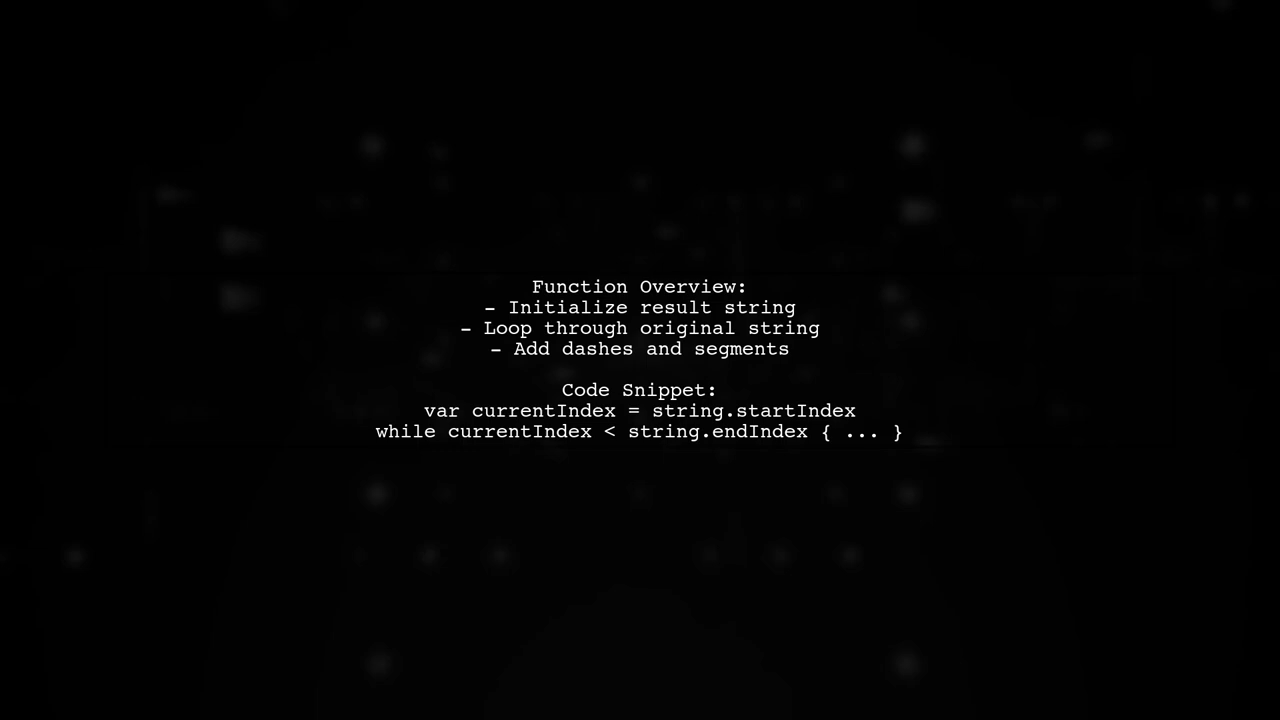 Function Overview:
- Initialize result string
- Loop through original string
- Add dashes and segments
Code Snippet:
var currentIndex = string.startIndex
while currentIndex < string.endIndex { ... }